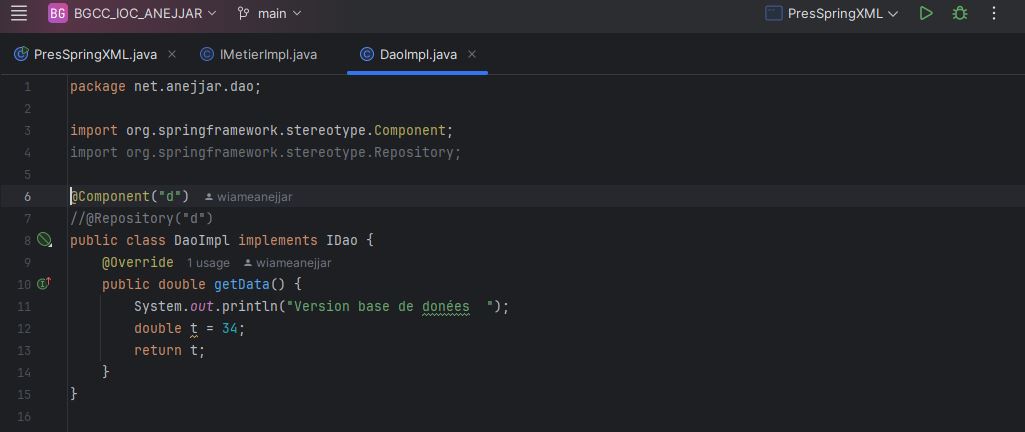 BG BGCC_IOC_ANEJJAR main PresSpringXML
PresSpringXML.java IMetierImpl.java DaoImpl.java
1 package net.anejjar.dao;
2
3 import org.springframework.stereotype.Component;
4 import org.springframework.stereotype.Repository;
5
6 @Component("d") wiameanejjar
7 //@Repository("d")
8 public class DaoImpl implements IDao {
9 @Override 1 usage wiameanejjar
10 public double getData() {
11 System.out.println("Version base de donées  ");
12 double t = 34;
13 return t;
14 }
15 }
16